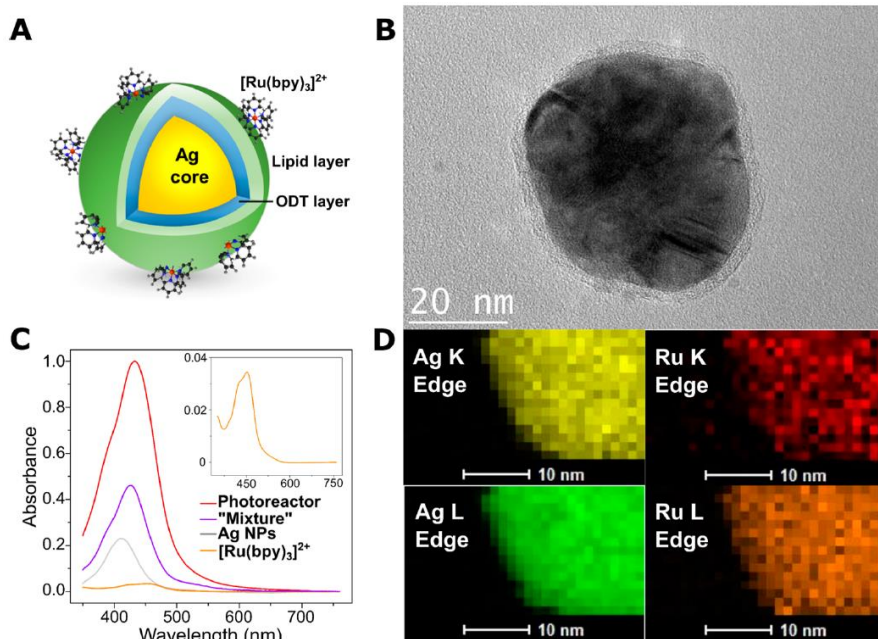 A
[Ru(bpy)3]2+
Ag
core
Lipid layer
ODT layer
B
20 nm
C
Absorbance
1.0
0.8
0.6
0.4
0.2
0.0
0.04
0.02
0
450
600
750
Photoreactor
"Mixture"
Ag NPs
[Ru(bpy)3]2+
400
500
600
700
Wavelength (nm)
D
Ag K
Edge
10 nm
Ru K
Edge
10 nm
Ag L
Edge
10 nm
Ru L
Edge
10 nm